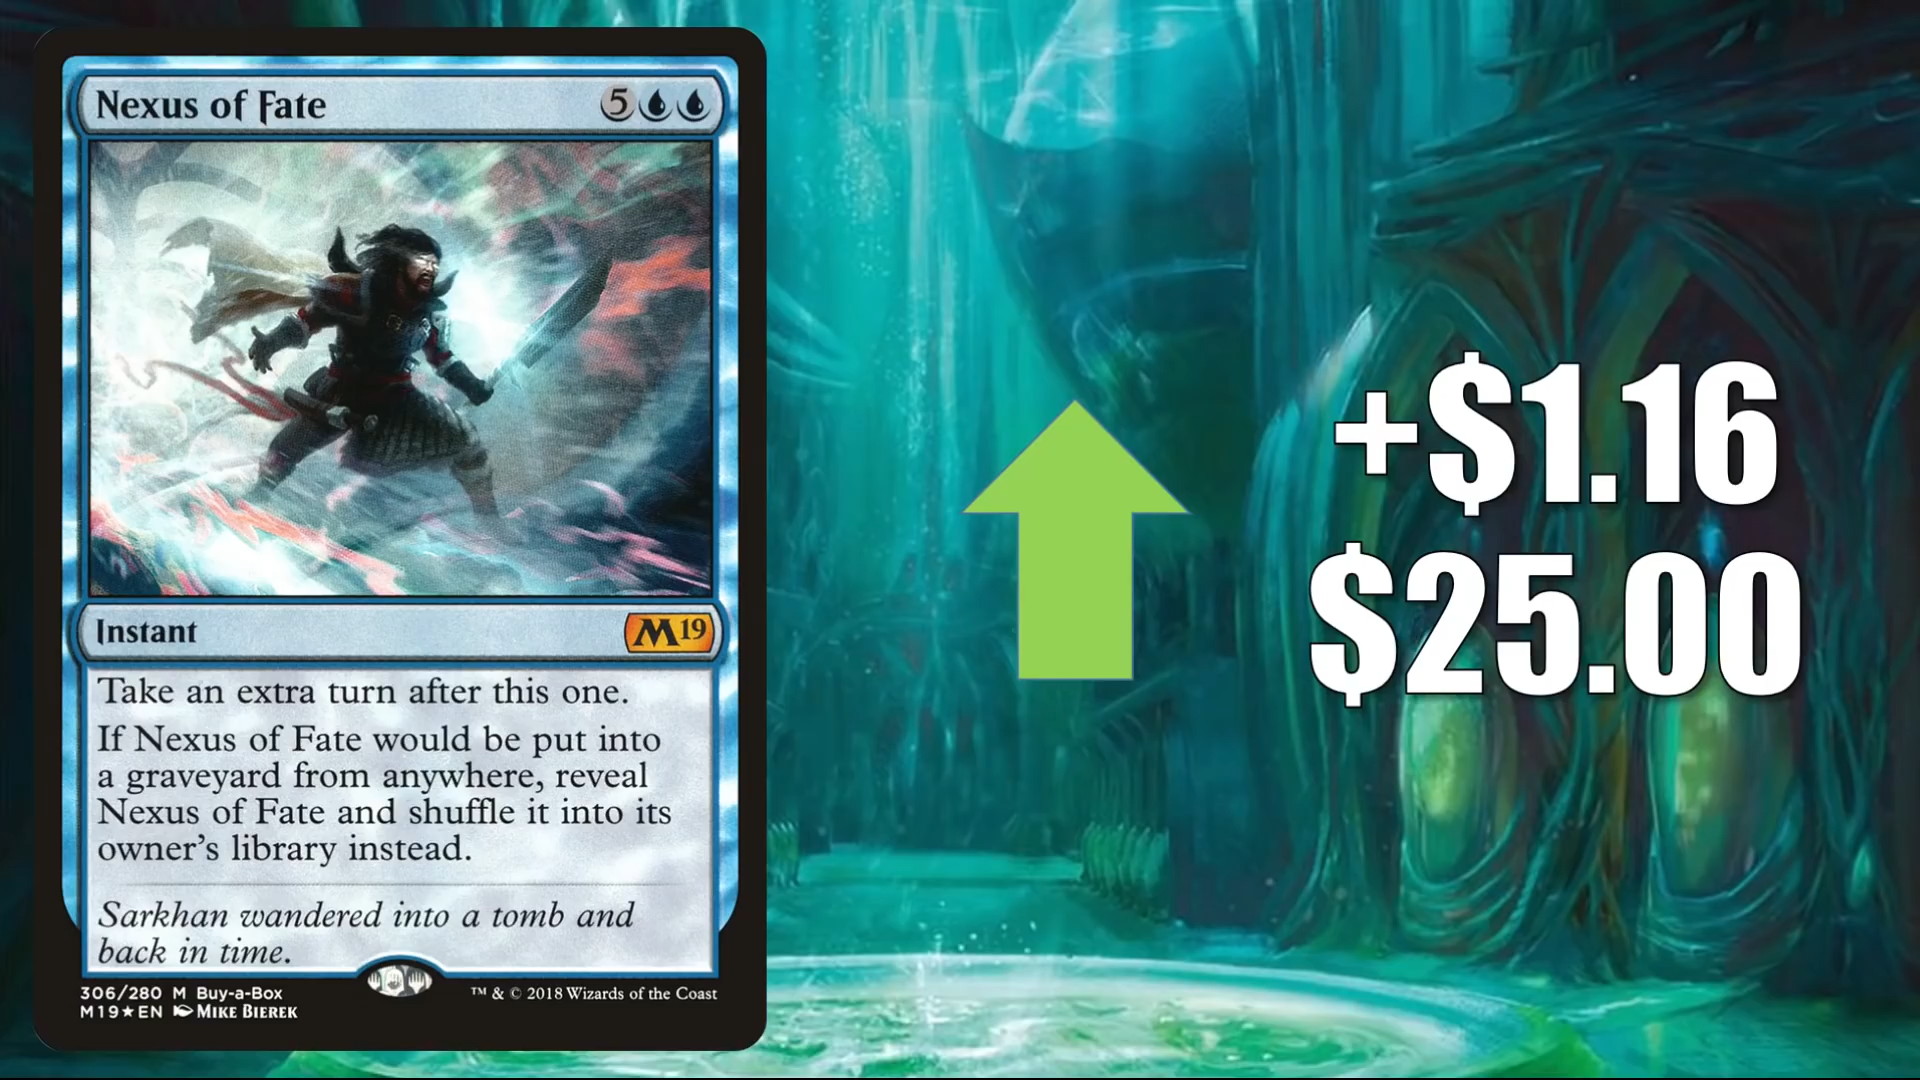 Nexus of Fate 5
Instant M19
Take an extra turn after this one.
If Nexus of Fate would be put into
a graveyard from anywhere, reveal
Nexus of Fate and shuffle it into its
owner's library instead.
Sarkhan wandered into a tomb and
back in time.
306/280 M Buy-a-Box ™ & © 2018 Wizards of the Coast
M19★EN Mike Bierek
+$1.16
$25.00